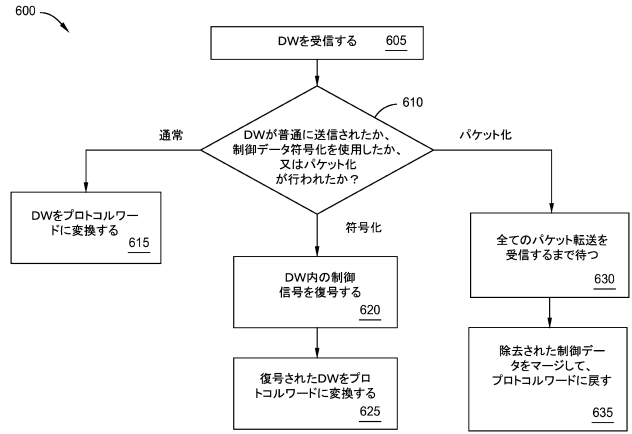 600
DWを受信する 605
610
DWが普通に送信されたか、
制御データ符号化を使用したか、
又はパケット化
が行われたか？
通常
パケット化
符号化
DWをプロトコルワー
ドに変換する
615
DW内の制御
信号を復号する
620
復号されたDWをプロ
トコルワードに変換する
625
全てのパケット転送を
受信するまで待つ
630
除去された制御デー
タをマージして、
プロトコルワードに戻す
635